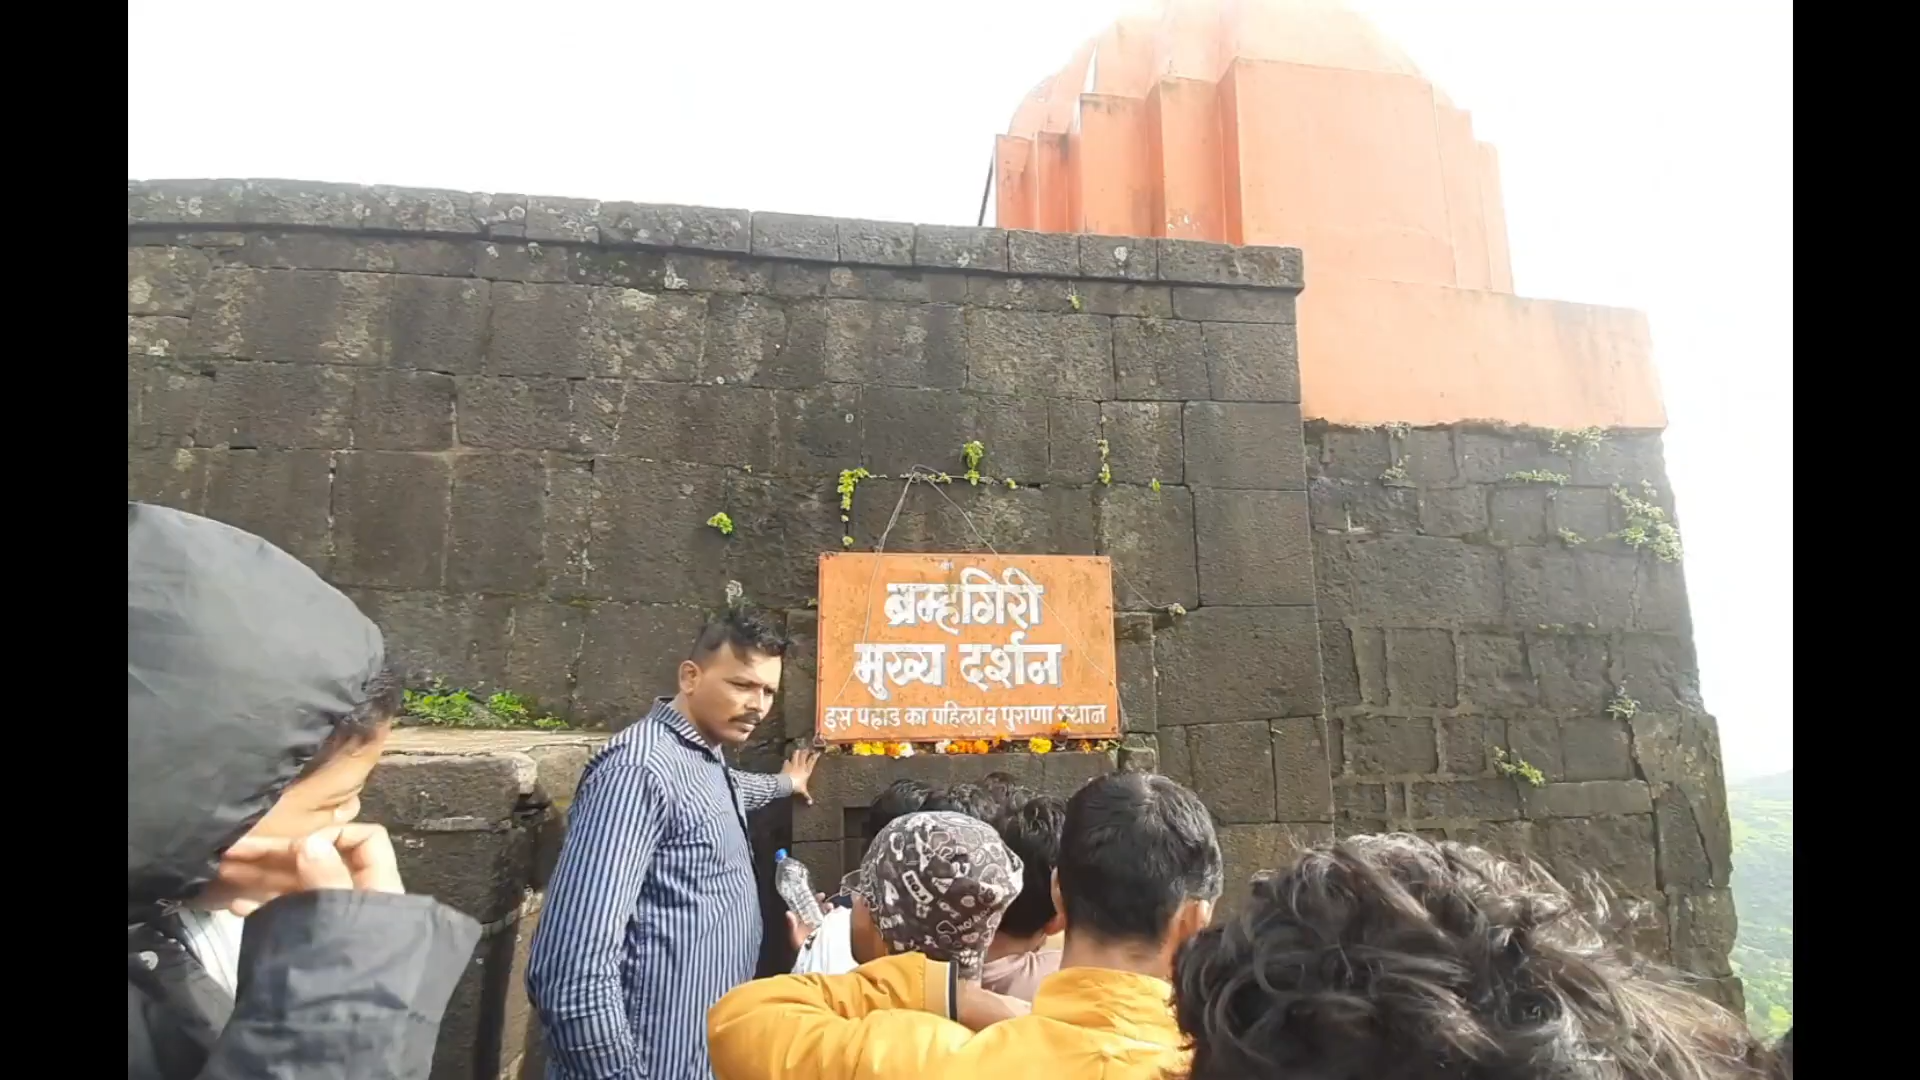 ब्रम्हगिरी
मुख्य दर्शन
इस पहाड का पहिला व पुराणा स्थान